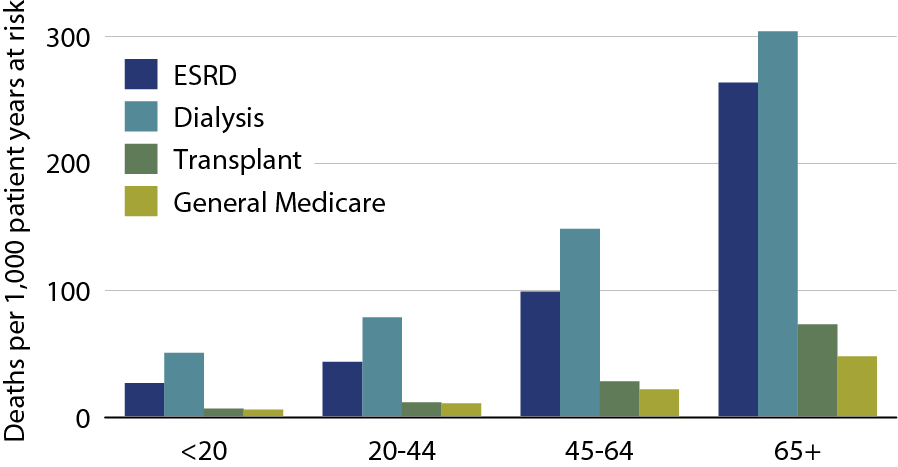 Deaths per 1,000 patient years at risk
300
200
100
0
ESRD
Dialysis
Transplant
General Medicare
<20
20-44
45-64
65+